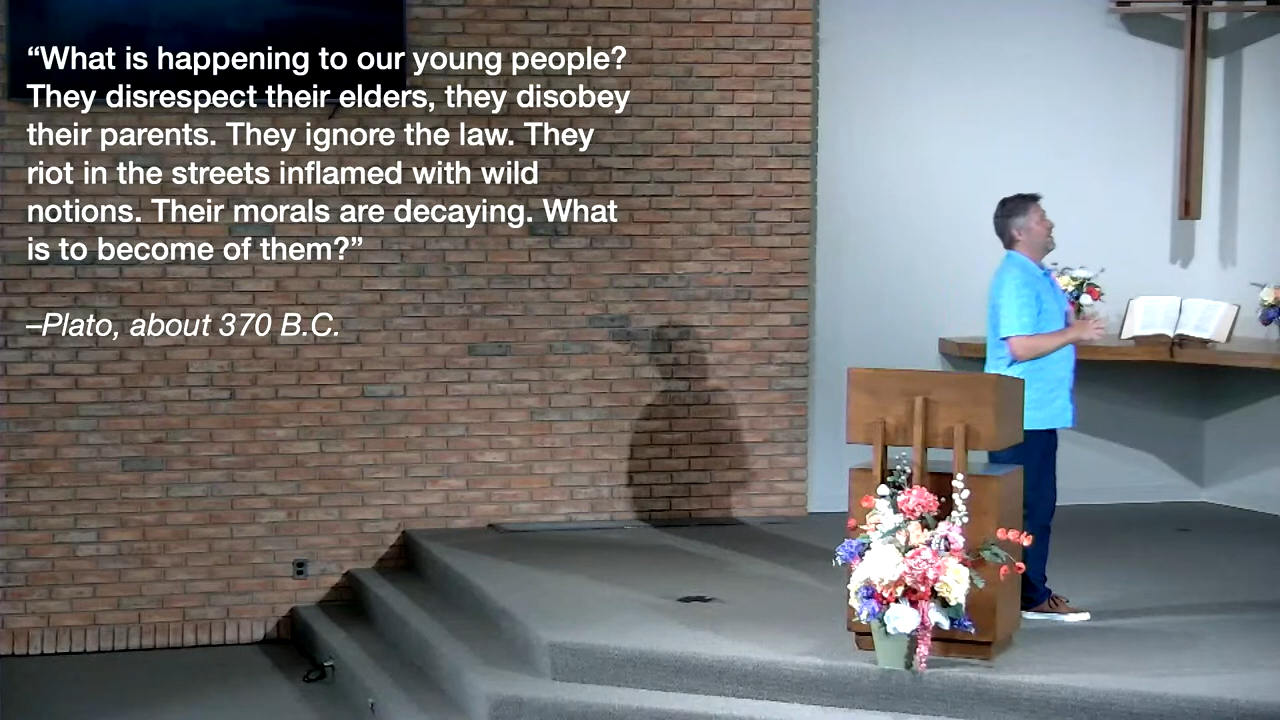 “What is happening to our young people?
They disrespect their elders, they disobey
their parents. They ignore the law. They
riot in the streets inflamed with wild
notions. Their morals are decaying. What
is to become of them?”
–Plato, about 370 B.C.